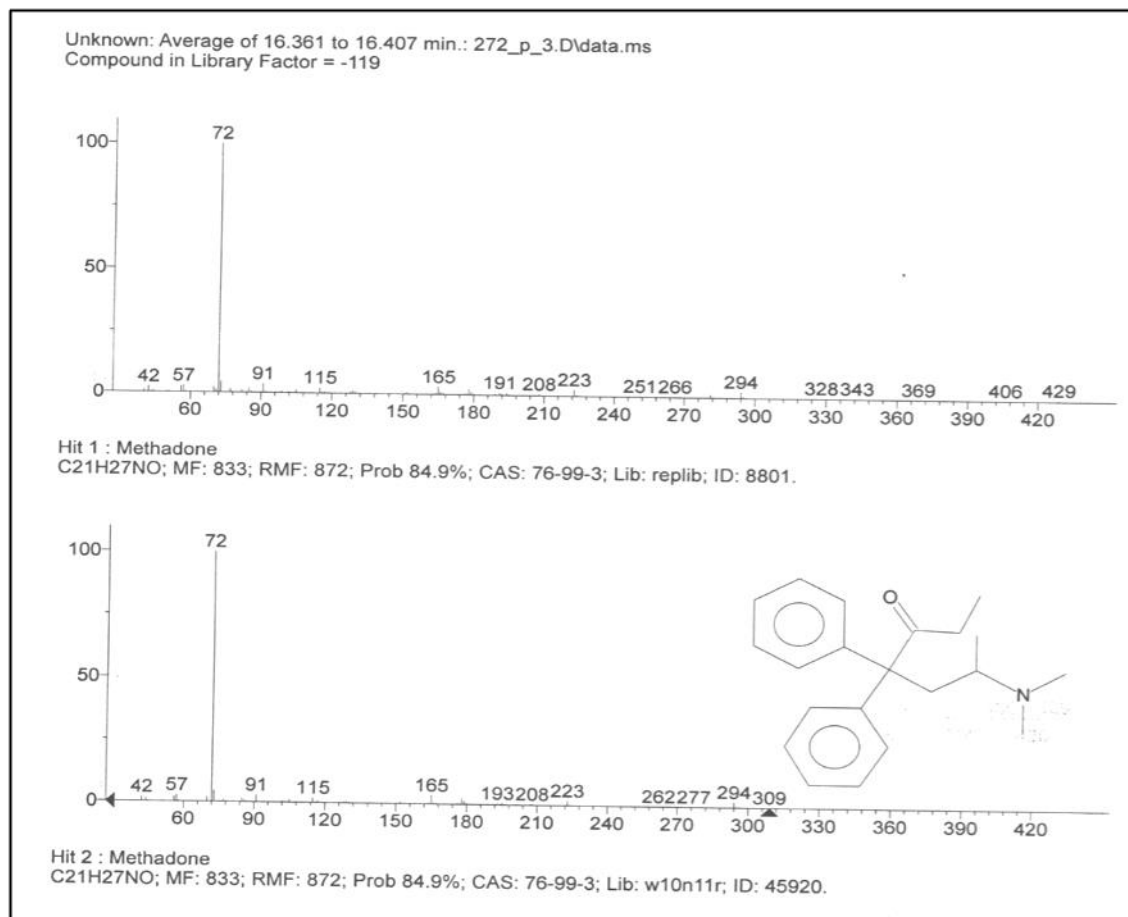 Unknown: Average of 16.361 to 16.407 min.: 272_p_3.D\data.ms
Compound in Library Factor = -119
100
72
50
0
42 57 91 115 165 191 208 223 251 266 294 328 343 369 406 429
60 90 120 150 180 210 240 270 300 330 360 390 420
Hit 1 : Methadone
C21H27NO; MF: 833; RMF: 872; Prob 84.9%; CAS: 76-99-3; Lib: replib; ID: 8801.
100
72
O
50
N
0
42 57 91 115 165 193 208 223 262 277 294 309
60 90 120 150 180 210 240 270 300 330 360 390 420
Hit 2 : Methadone
C21H27NO; MF: 833; RMF: 872; Prob 84.9%; CAS: 76-99-3; Lib: w10n11r; ID: 45920.